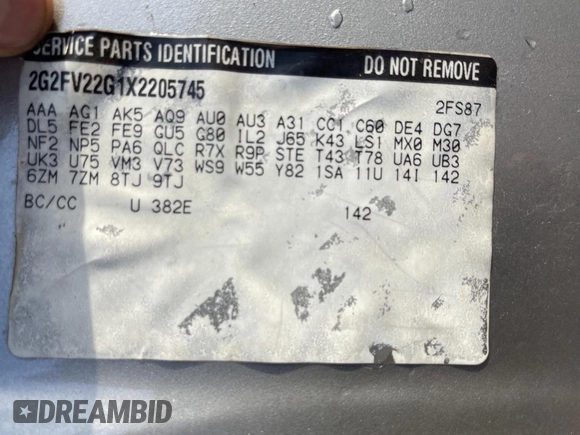 SERVICE PARTS IDENTIFICATION DO NOT REMOVE
2G2FV22G1X2205745
2FS87
AAA AG1 AK5 AQ9 AU0 AU3 A31 CC1 C60 DE4 DG7
DL5 FE2 FE9 GU5 G80 IL2 J65 K43 LS1 MX0 M30
NF2 NP5 PA6 QLC R7X R9P STE T43 T78 UA6 UB3
UK3 U75 VM3 V73 WS9 W55 Y82 1SA 11U 14I 142
6ZM 7ZM 8TJ 9TJ
BC/CC U 382E 142
DREAMBID